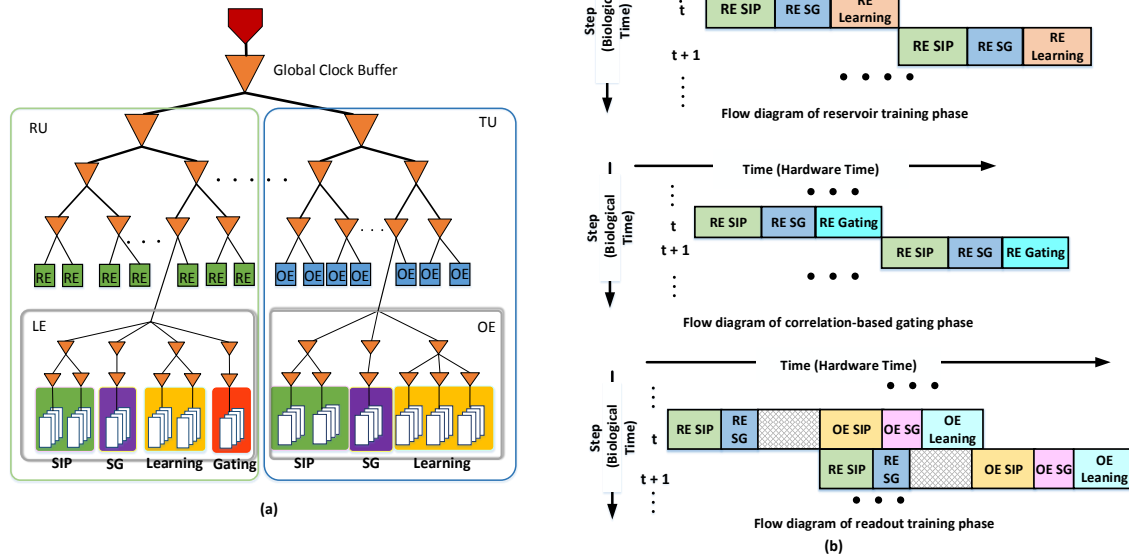 Global Clock Buffer
RU
TU
RE RE RE RE RE RE RE
OE OE OE OE OE OE OE
LE
OE
SIP SG Learning Gating
SIP SG Learning
(a)
Step
(Biological
Time)
t
RE SIP RE SG RE
Learning
t + 1
RE SIP RE SG RE
Learning
Flow diagram of reservoir training phase
Time (Hardware Time)
Step
(Biological
Time)
t
RE SIP RE SG RE Gating
t + 1
RE SIP RE SG RE Gating
Flow diagram of correlation-based gating phase
Time (Hardware Time)
Step
(Biological
Time)
t
RE SIP RE
SG OE SIP OE SG OE
Leaning
t + 1
RE SIP RE
SG OE SIP OE SG OE
Leaning
Flow diagram of readout training phase
(b)